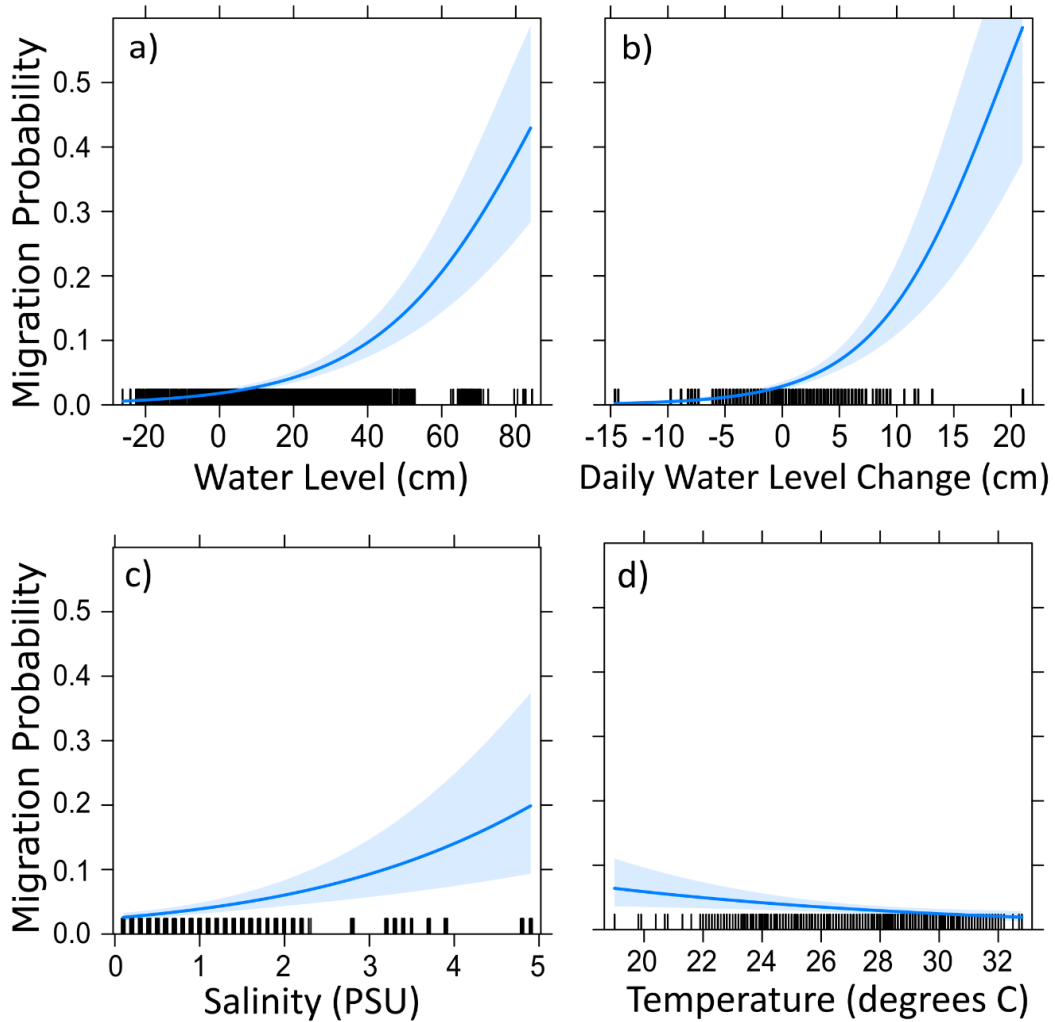 a)
Migration Probability
0.5
0.4
0.3
0.2
0.1
0.0
-20 0 20 40 60 80
Water Level (cm)
b)
-15 -10 -5 0 5 10 15 20
Daily Water Level Change (cm)
c)
Migration Probability
0.5
0.4
0.3
0.2
0.1
0.0
0 1 2 3 4 5
Salinity (PSU)
d)
20 22 24 26 28 30 32
Temperature (degrees C)